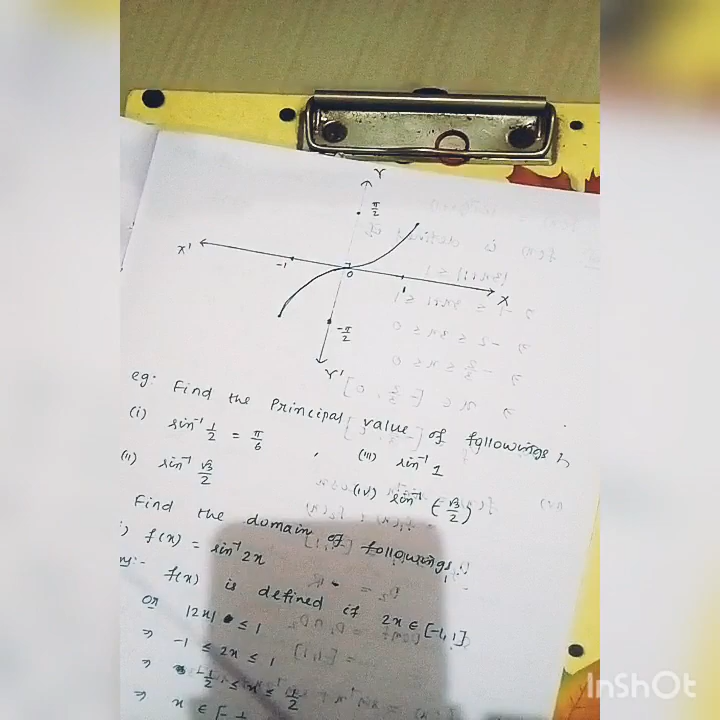 Y
π/2
X'
-1
0
1
X
-π/2
Y'
eg: Find the Principal value of followings
(i) sin⁻¹ 1/2 = π/6 , (iii) sin⁻¹ 1
(ii) sin⁻¹ √3/2 (iv) sin⁻¹ (-√3/2)
Find the domain of followings
i) f(x) = sin⁻¹ 2x
f(x) is defined if 2x ∈ [-1, 1]
or |2x| ≤ 1
⇒ -1 ≤ 2x ≤ 1
⇒ -1/2 ≤ x ≤ 1/2
⇒ x ∈ [-
InShOt